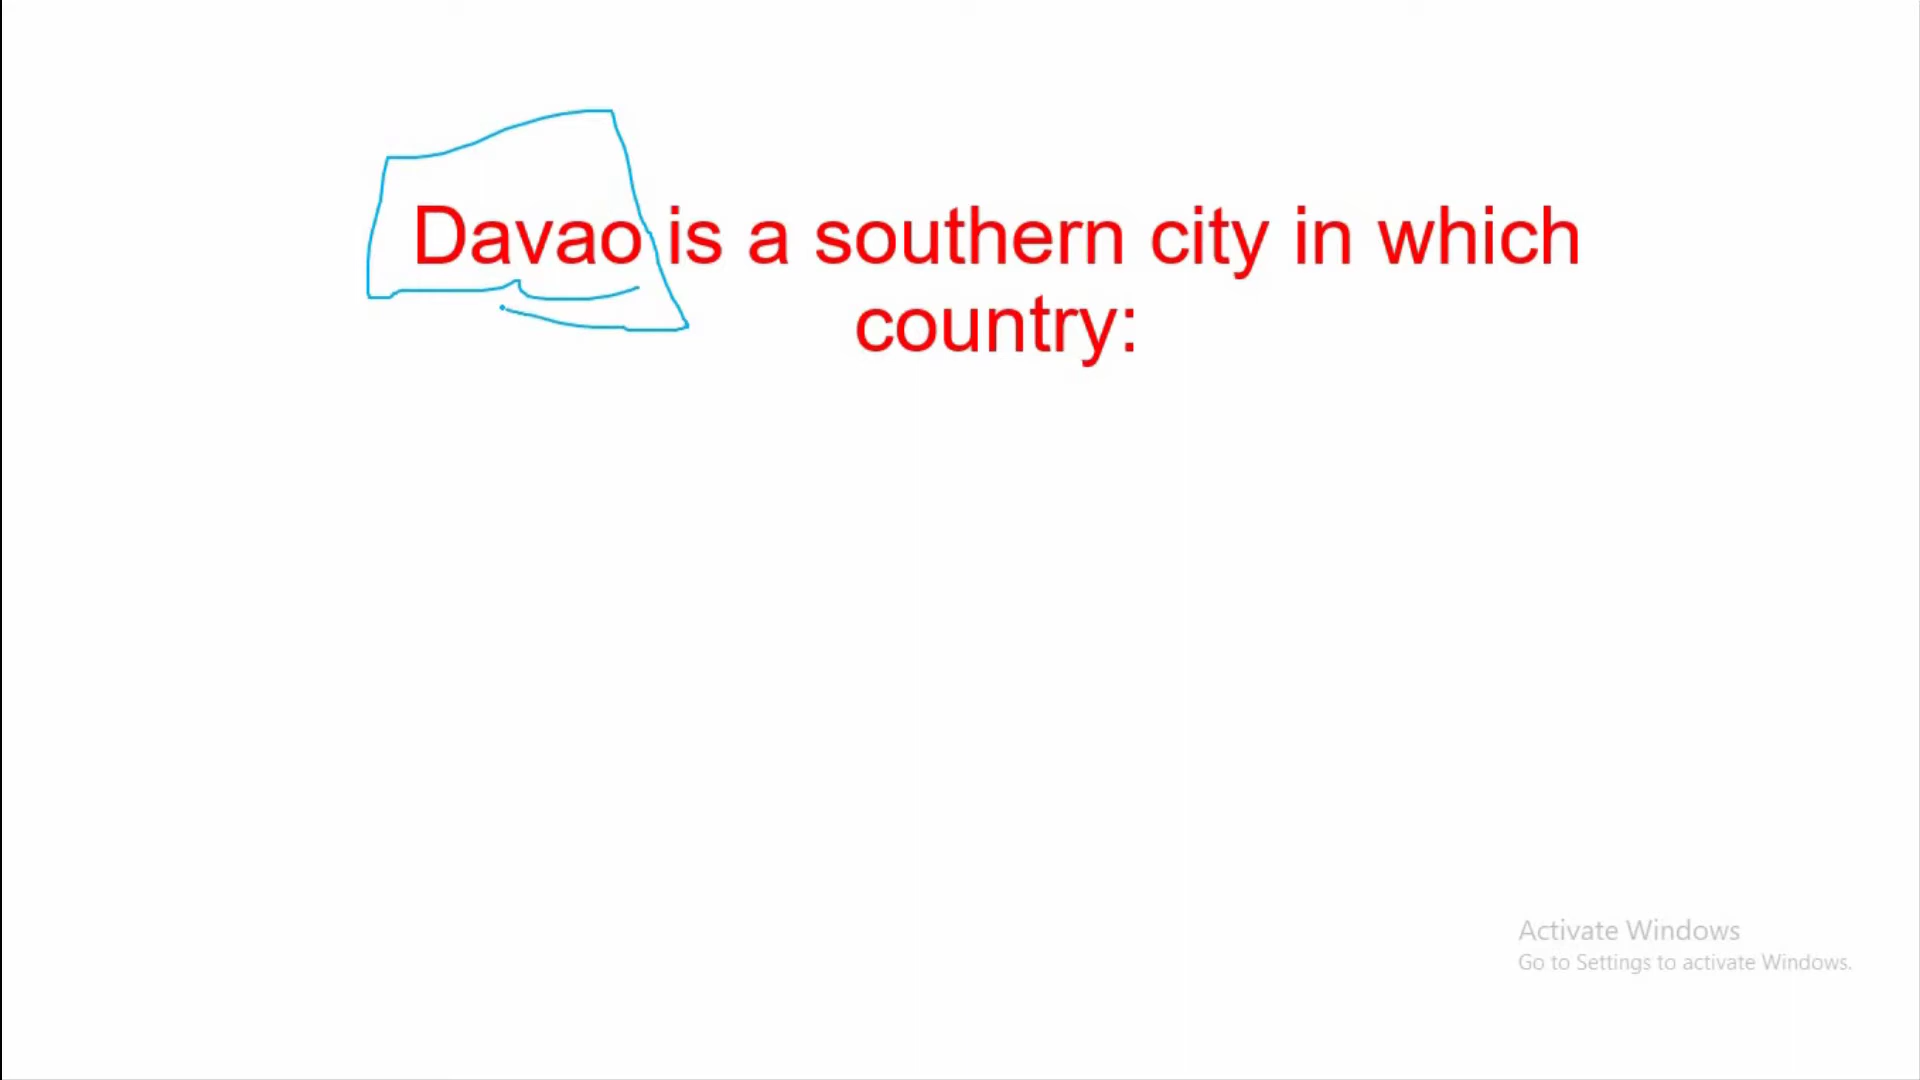 Davao is a southern city in which
country:
Activate Windows
Go to Settings to activate Windows.